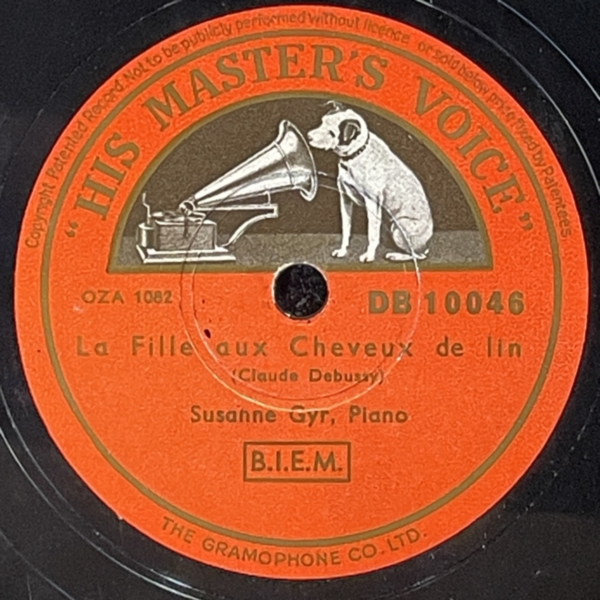 Copyright Patented Record Not to be publicly performed without licence or sold below price fixed by Patentees
"HIS MASTER'S VOICE"
OZA 1082
DB 10046
La Fille aux Cheveux de lin
(Claude Debussy)
Susanne Gyr, Piano
B.I.E.M.
THE GRAMOPHONE CO. LTD.